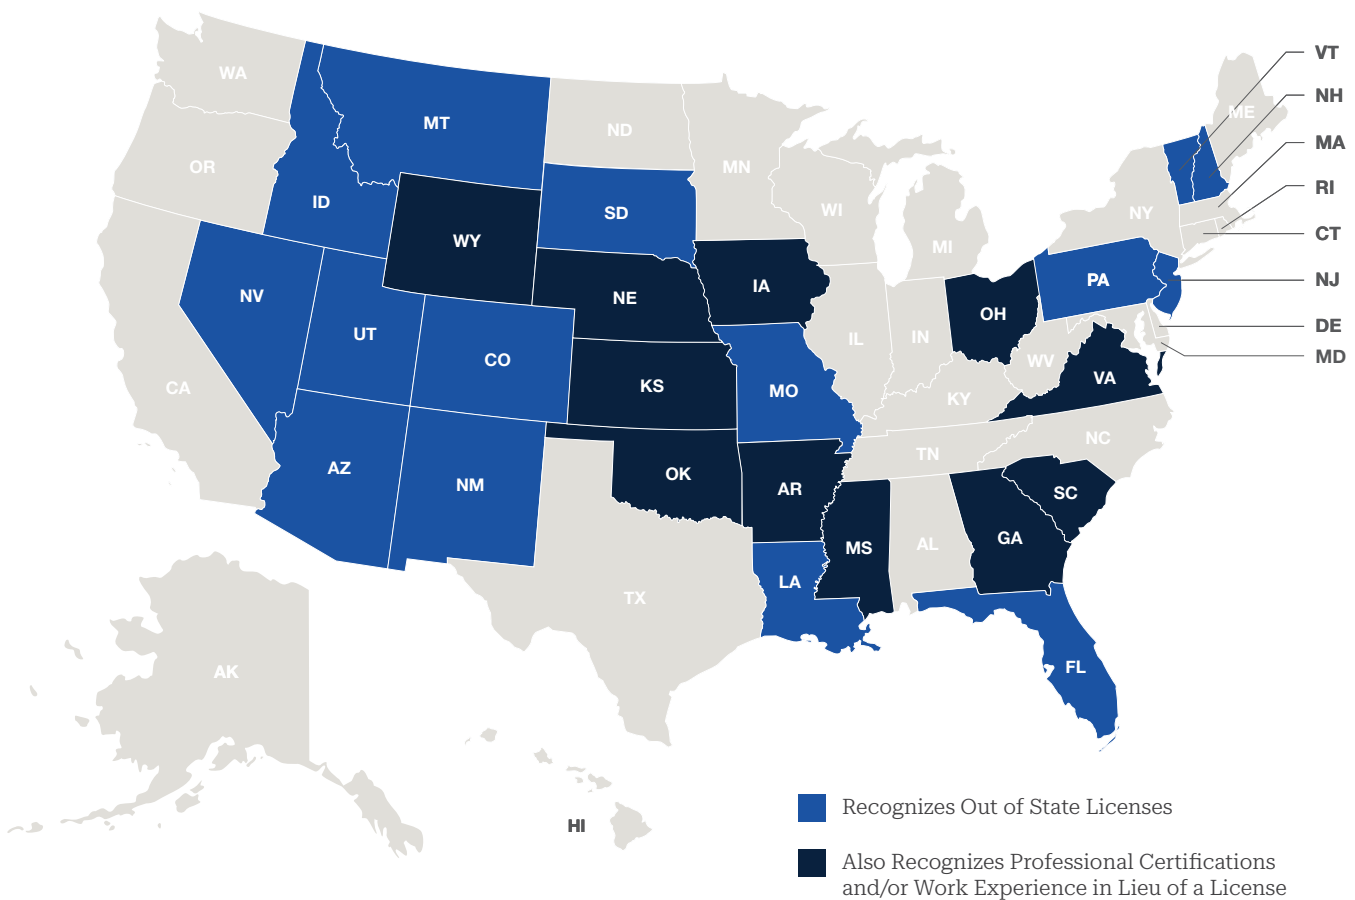 VT
WA
NH
ME
MT
ND
MA
OR
MN
RI
ID
SD
WI
NY
CT
WY
MI
NJ
PA
IA
NV
NE
OH
DE
UT
IN
IL
MD
CO
WV
VA
CA
KS
MO
KY
NC
TN
AZ
OK
NM
AR
SC
GA
AL
MS
LA
TX
FL
AK
HI
Recognizes Out of State Licenses
Also Recognizes Professional Certifications
and/or Work Experience in Lieu of a License